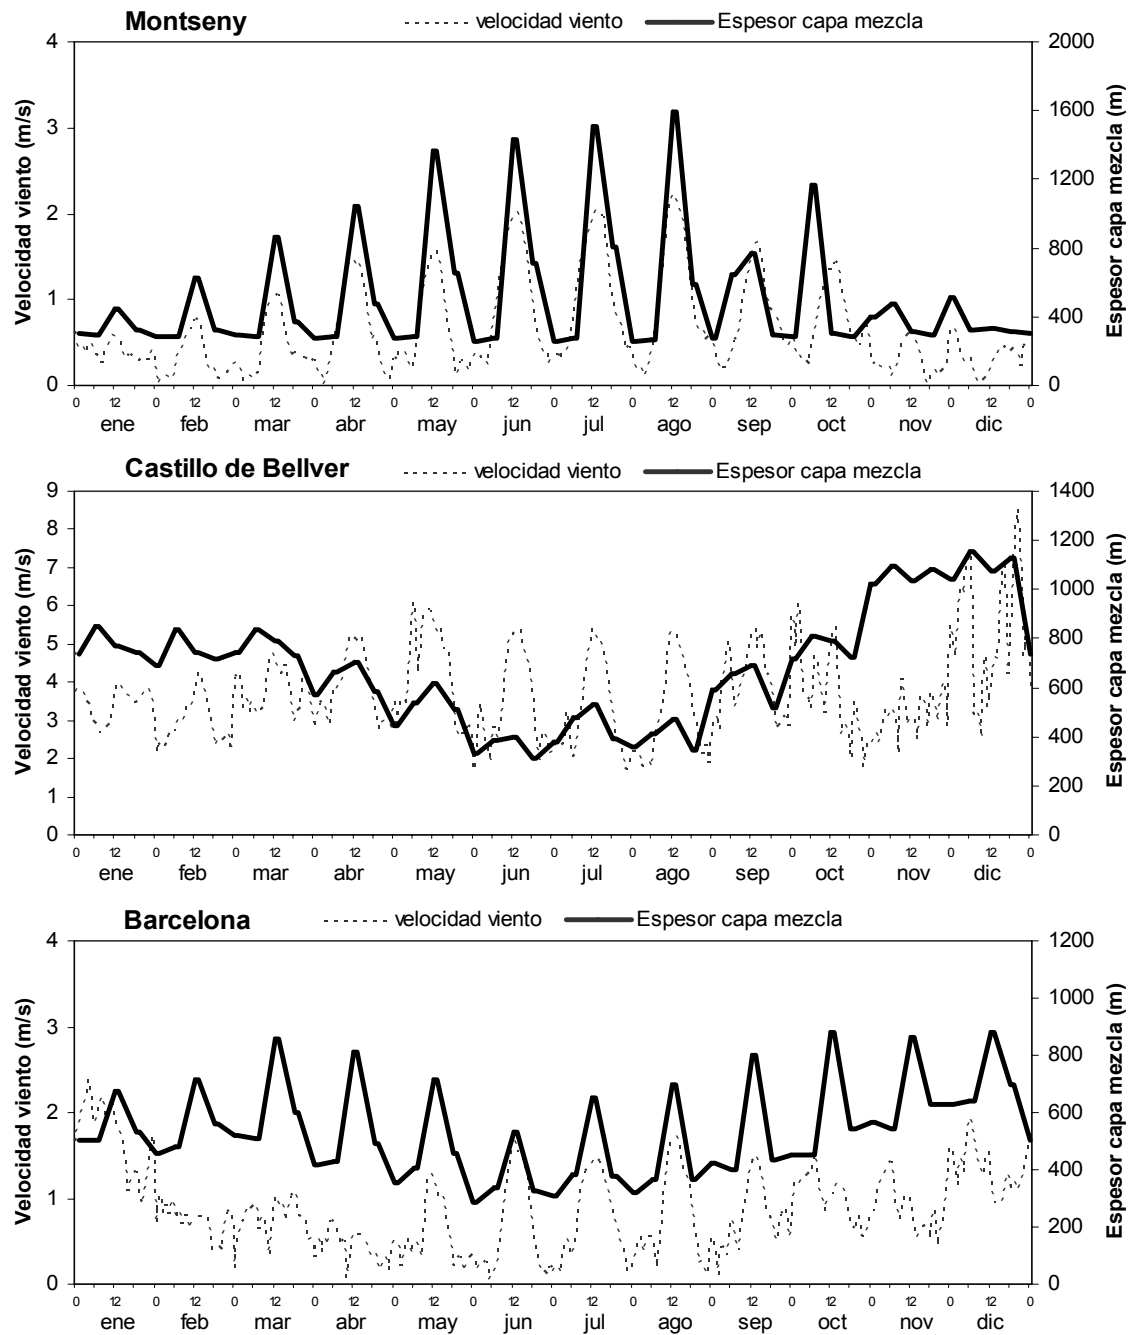 Montseny
velocidad viento Espesor capa mezcla
Velocidad viento (m/s)
Espesor capa mezcla (m)
4 2000
1600
3
1200
2
800
1
400
0 0
0 12 0 12 0 12 0 12 0 12 0 12 0 12 0 12 0 12 0 12 0 12 0 12 0
ene feb mar abr may jun jul ago sep oct nov dic
Castillo de Bellver
velocidad viento Espesor capa mezcla
Velocidad viento (m/s)
Espesor capa mezcla (m)
9 1400
8
1200
7
1000
6
5 800
4
600
3
400
2
200
1
0 0
0 12 0 12 0 12 0 12 0 12 0 12 0 12 0 12 0 12 0 12 0 12 0 12 0
ene feb mar abr may jun jul ago sep oct nov dic
Barcelona
velocidad viento Espesor capa mezcla
Velocidad viento (m/s)
Espesor capa mezcla (m)
4 1200
1000
3
800
2 600
400
1
200
0 0
0 12 0 12 0 12 0 12 0 12 0 12 0 12 0 12 0 12 0 12 0 12 0 12 0
ene feb mar abr may jun jul ago sep oct nov dic